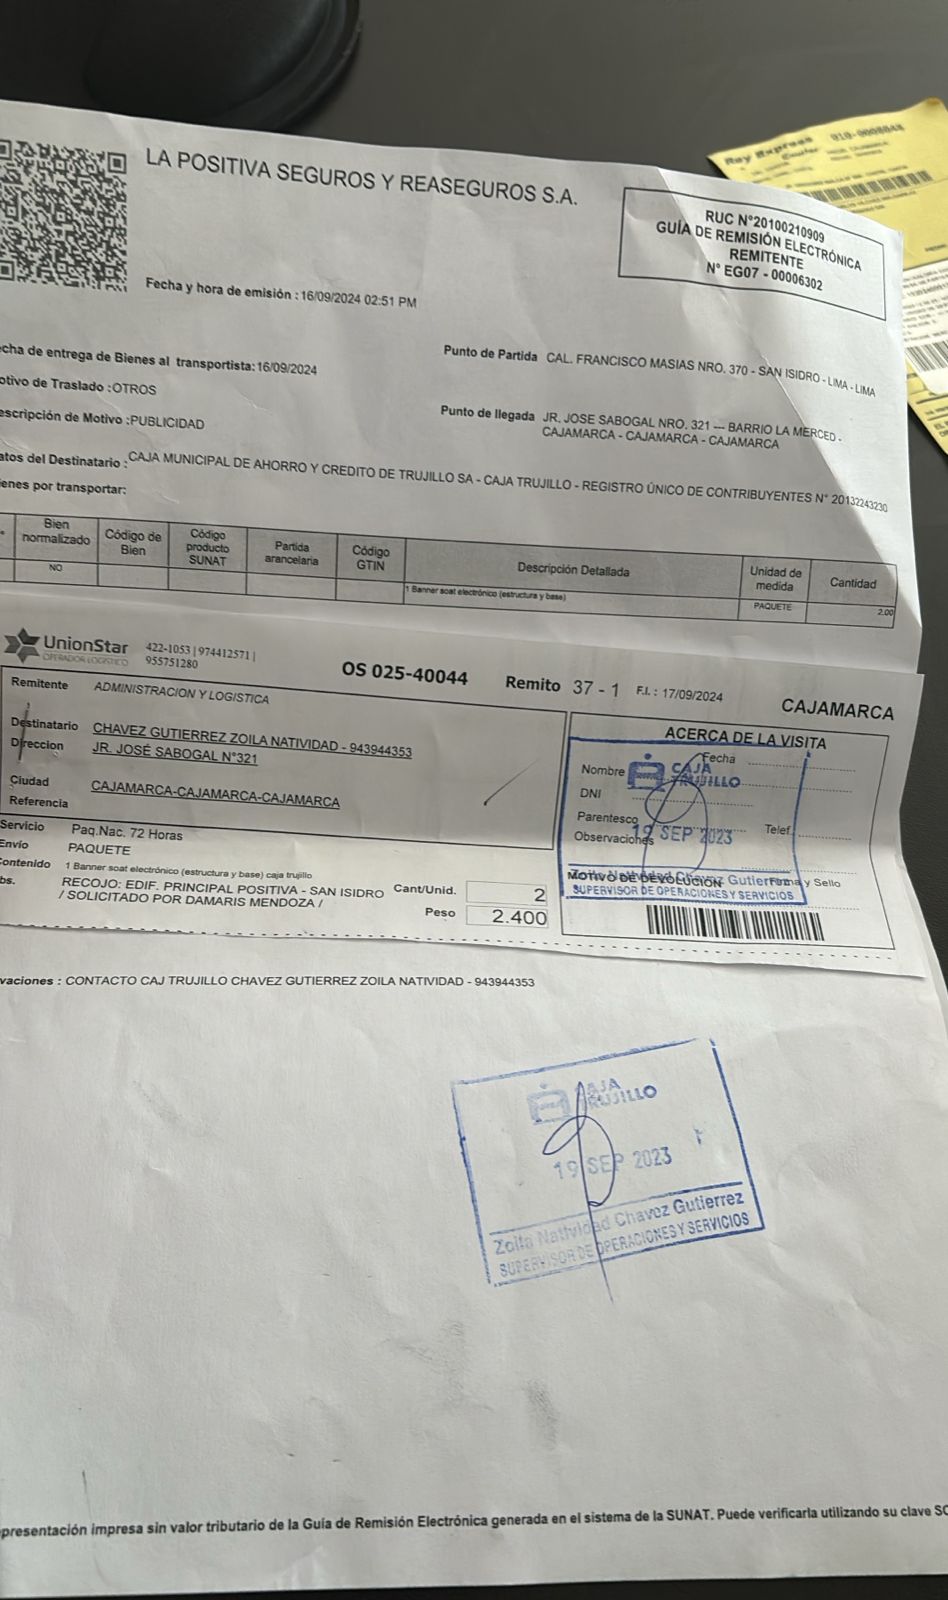 LA POSITIVA SEGUROS Y REASEGUROS S.A.
RUC N°20100210909
GUÍA DE REMISIÓN ELECTRÓNICA
REMITENTE
N° EG07 - 00006302
Fecha y hora de emisión : 16/09/2024 02:51 PM
echa de entrega de Bienes al transportista: 16/09/2024
otivo de Traslado :OTROS
escripción de Motivo :PUBLICIDAD
Punto de Partida CAL. FRANCISCO MASIAS NRO. 370 - SAN ISIDRO - LIMA - LIMA
Punto de llegada JR. JOSE SABOGAL NRO. 321 --- BARRIO LA MERCED -
CAJAMARCA - CAJAMARCA - CAJAMARCA
atos del Destinatario : CAJA MUNICIPAL DE AHORRO Y CREDITO DE TRUJILLO SA - CAJA TRUJILLO - REGISTRO ÚNICO DE CONTRIBUYENTES N° 20132243230
ienes por transportar:
Bien normalizado Código de Bien Código producto SUNAT Partida arancelaria Código GTIN Descripción Detallada Unidad de medida Cantidad
NO 1 Banner soat electrónico (estructura y base) PAQUETE 2.00
UnionStar
OPERADOR LOGÍSTICO
422-1053 | 974412571 |
955751280
OS 025-40044
Remito 37 - 1
F.I. : 17/09/2024
CAJAMARCA
Remitente ADMINISTRACION Y LOGISTICA
Destinatario CHAVEZ GUTIERREZ ZOILA NATIVIDAD - 943944353
Direccion JR. JOSÉ SABOGAL N°321
Ciudad CAJAMARCA-CAJAMARCA-CAJAMARCA
Referencia
Servicio Paq.Nac. 72 Horas
Envío PAQUETE
Contenido 1 Banner soat electrónico (estructura y base) caja trujillo
bs. RECOJO: EDIF. PRINCIPAL POSITIVA - SAN ISIDRO
/ SOLICITADO POR DAMARIS MENDOZA /
Cant/Unid. 2
Peso 2.400
ACERCA DE LA VISITA
Fecha
Nombre
DNI
Parentesco
Observaciones
Telef.
MOTIVO DE DEVOLUCIÓN
Firma y Sello
CAJA
TRUJILLO
19 SEP 2023
Chavez Gutierrez
SUPERVISOR DE OPERACIONES Y SERVICIOS
vaciones : CONTACTO CAJ TRUJILLO CHAVEZ GUTIERREZ ZOILA NATIVIDAD - 943944353
CAJA
TRUJILLO
19 SEP 2023
Zoila Natividad Chavez Gutierrez
SUPERVISOR DE OPERACIONES Y SERVICIOS
presentación impresa sin valor tributario de la Guía de Remisión Electrónica generada en el sistema de la SUNAT. Puede verificarla utilizando su clave SO
Rey Express
Courier